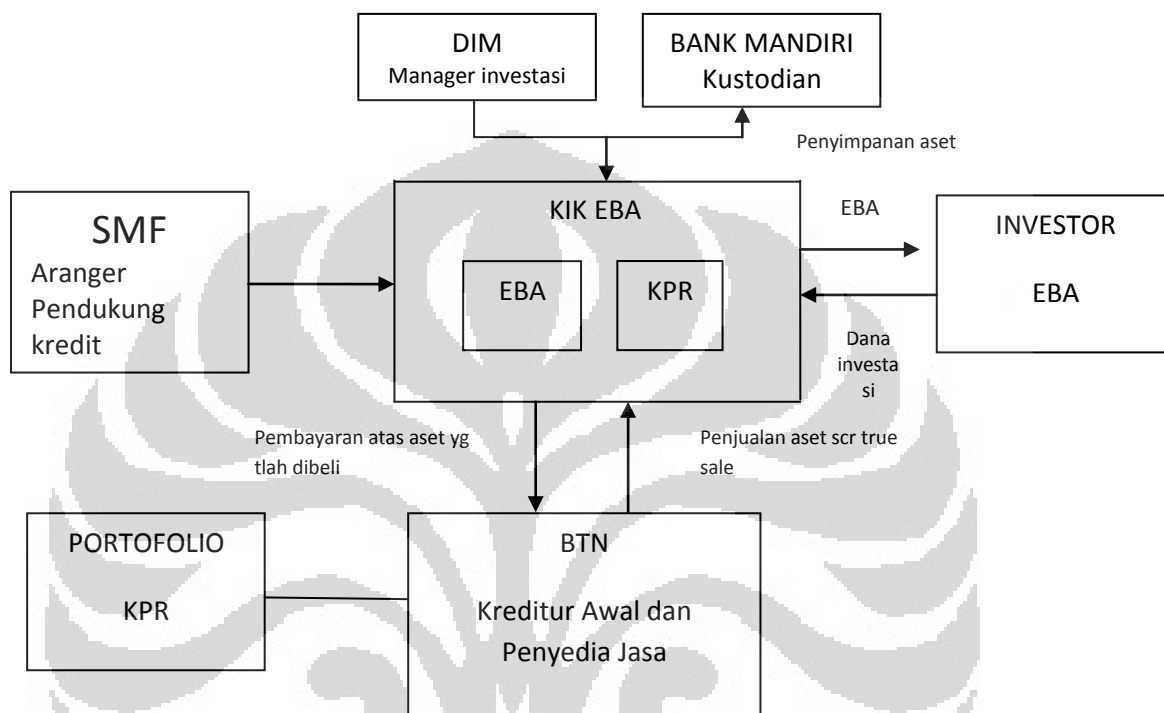 DIM
Manager investasi
BANK MANDIRI
Kustodian
Penyimpanan aset
SMF
Aranger
Pendukung
kredit
KIK EBA
EBA
KPR
EBA
INVESTOR
EBA
Dana
investa
si
Pembayaran atas aset yg
tlah dibeli
Penjualan aset scr true
sale
PORTOFOLIO
KPR
BTN
Kreditur Awal dan
Penyedia Jasa